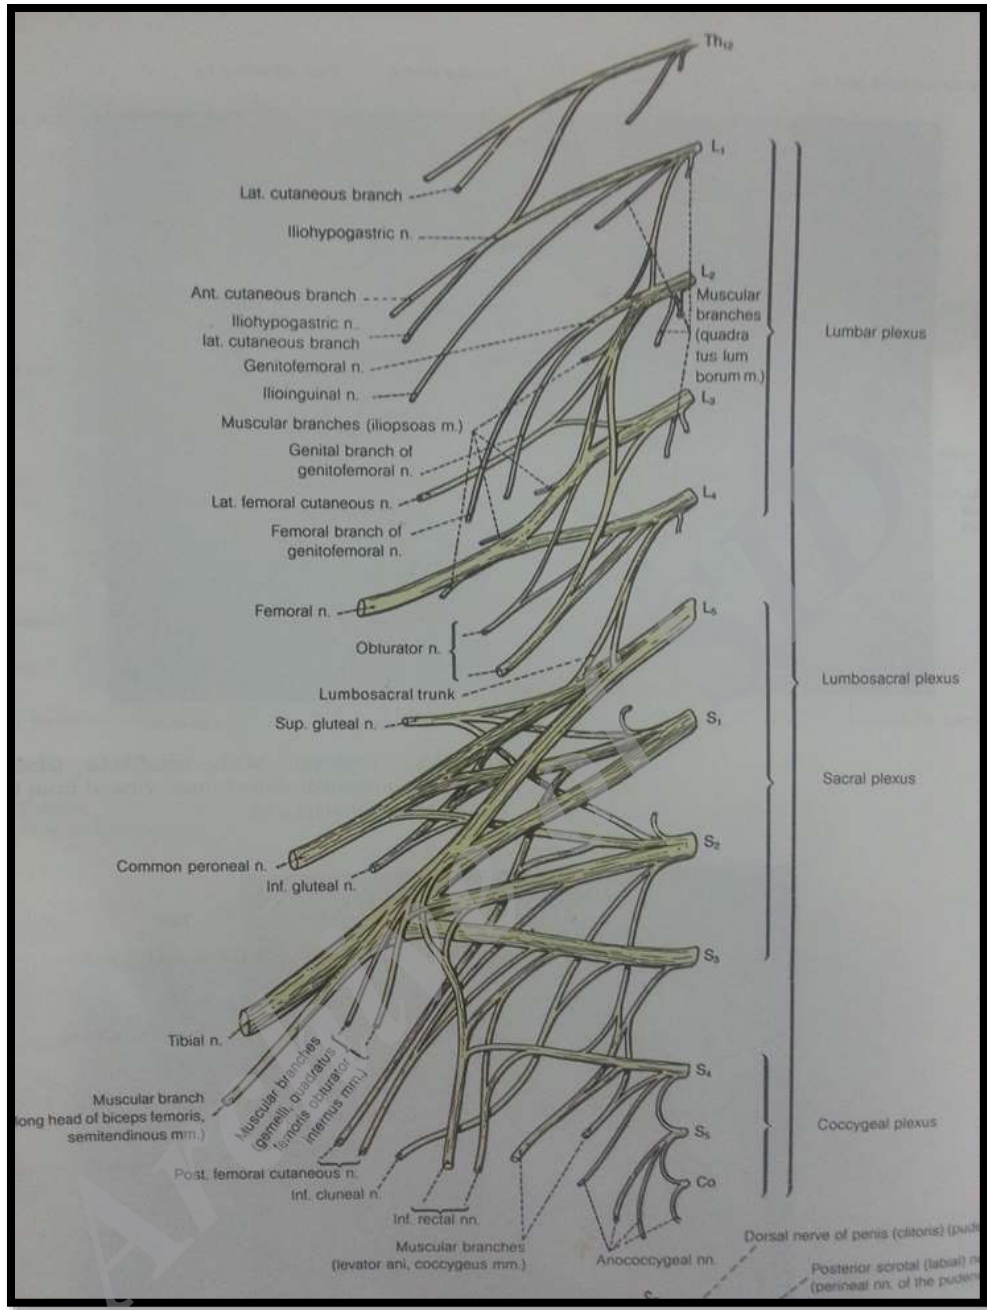 Th₁₂
L₁
Lat. cutaneous branch
Iliohypogastric n.
L₂
Ant. cutaneous branch
Iliohypogastric n.
lat. cutaneous branch
Genitofemoral n.
Ilioinguinal n.
Muscular
branches
(quadra
tus lum
borum m.)
Lumbar plexus
L₃
Muscular branches (iliopsoas m.)
Genital branch of
genitofemoral n.
Lat. femoral cutaneous n.
L₄
Femoral branch of
genitofemoral n.
Femoral n.
L₅
Obturator n.
Lumbosacral trunk
Lumbosacral plexus
Sup. gluteal n.
S₁
Sacral plexus
S₂
Common peroneal n.
Inf. gluteal n.
S₃
Tibial n.
S₄
Muscular branch
long head of biceps femoris,
semitendinous mm.)
Muscular branches
(gemelli, quadratus
femoris obturator
internus mm.)
Coccygeal plexus
S₅
Post. femoral cutaneous n.
Co
Inf. cluneal n.
Inf. rectal nn.
Muscular branches
(levator ani, coccygeus mm.)
Anococcygeal nn.
Dorsal nerve of penis (clitoris)
Posterior scrotal (labial)
(perineal nn. of the